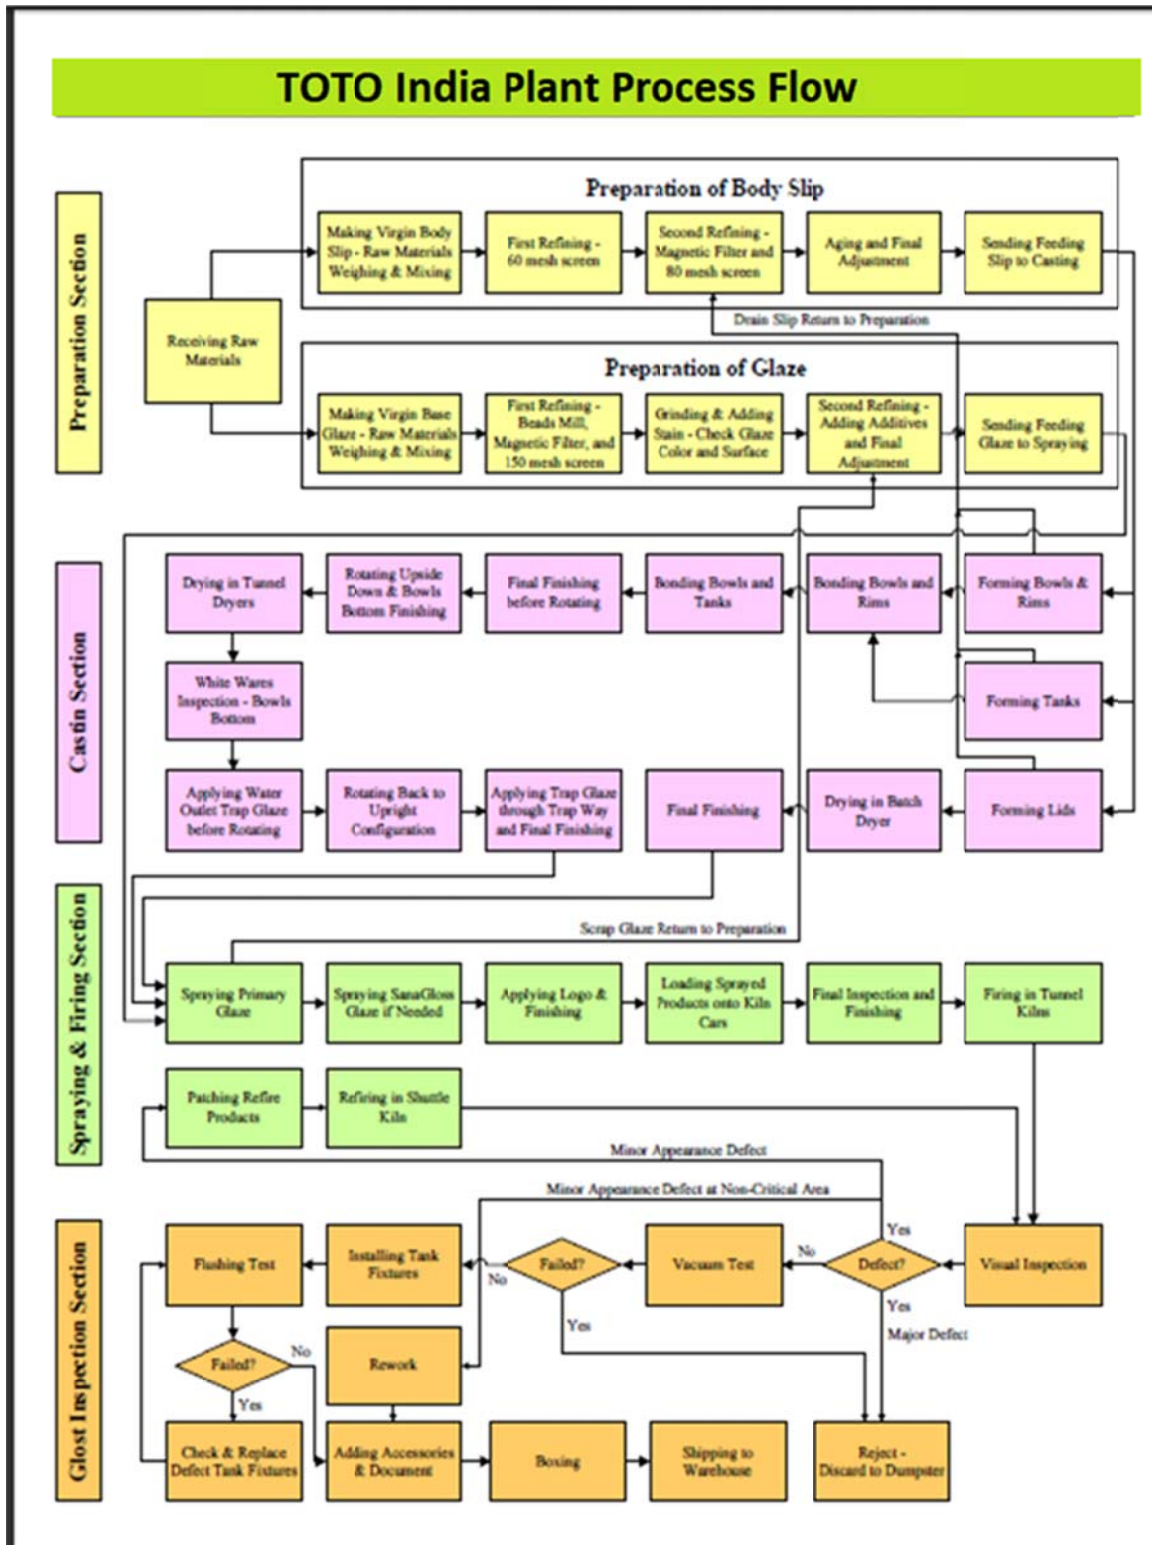 TOTO India Plant Process Flow
Preparation Section
Preparation of Body Slip
Making Virgin Body
Slip - Raw Materials
Weighing & Mixing
First Refining -
60 mesh screen
Second Refining -
Magnetic Filter and
80 mesh screen
Aging and Final
Adjustment
Sending Feeding
Slip to Casting
Receiving Raw
Materials
Drain Slip Return to Preparation
Preparation of Glaze
Making Virgin Base
Glaze - Raw Materials
Weighing & Mixing
First Refining -
Beads Mill,
Magnetic Filter, and
150 mesh screen
Grinding & Adding
Stain - Check Glaze
Color and Surface
Second Refining -
Adding Additives
and Final
Adjustment
Sending Feeding
Glaze to Spraying
Castin Section
Drying in Tunnel
Dryers
Rotating Upside
Down & Bowls
Bottom Finishing
Final Finishing
before Rotating
Bonding Bowls and
Tanks
Bonding Bowls and
Rims
Forming Bowls &
Rims
White Wares
Inspection - Bowls
Bottom
Forming Tanks
Applying Water
Outlet Trap Glaze
before Rotating
Rotating Back to
Upright
Configuration
Applying Trap Glaze
through Trap Way
and Final Finishing
Final Finishing
Drying in Batch
Dryer
Forming Lids
Spraying & Firing Section
Scrap Glaze Return to Preparation
Spraying Primary
Glaze
Spraying SanaGloss
Glaze if Needed
Applying Logo &
Finishing
Loading Sprayed
Products onto Kiln
Cars
Final Inspection and
Finishing
Firing in Tunnel
Kilns
Patching Refire
Products
Refiring in Shuttle
Kiln
Minor Appearance Defect
Minor Appearance Defect at Non-Critical Area
Glost Inspection Section
Flushing Test
Installing Tank
Fixtures
No
Failed?
Yes
Vacuum Test
No
Defect?
Yes
Yes
Major Defect
Visual Inspection
Failed?
No
Yes
Rework
Check & Replace
Defect Tank Fixtures
Adding Accessories
& Document
Boxing
Shipping to
Warehouse
Reject -
Discard to Dumpster